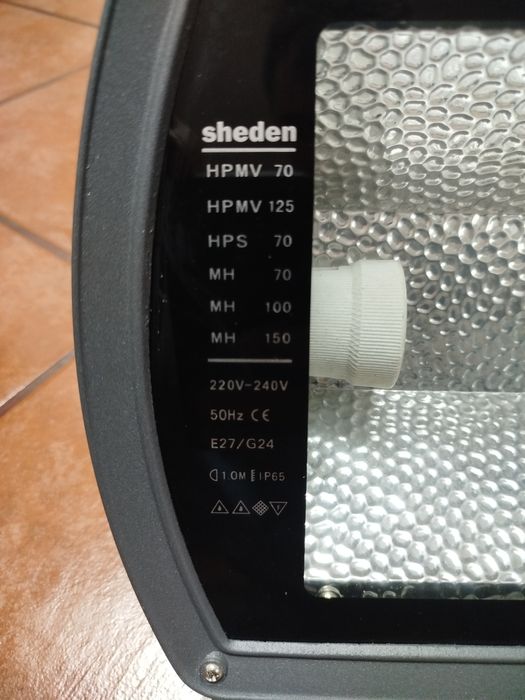 sheden
HPMV 70
HPMV 125
HPS 70
MH 70
MH 100
MH 150
220V-240V
50Hz CE
E27/G24
1.0M IP65